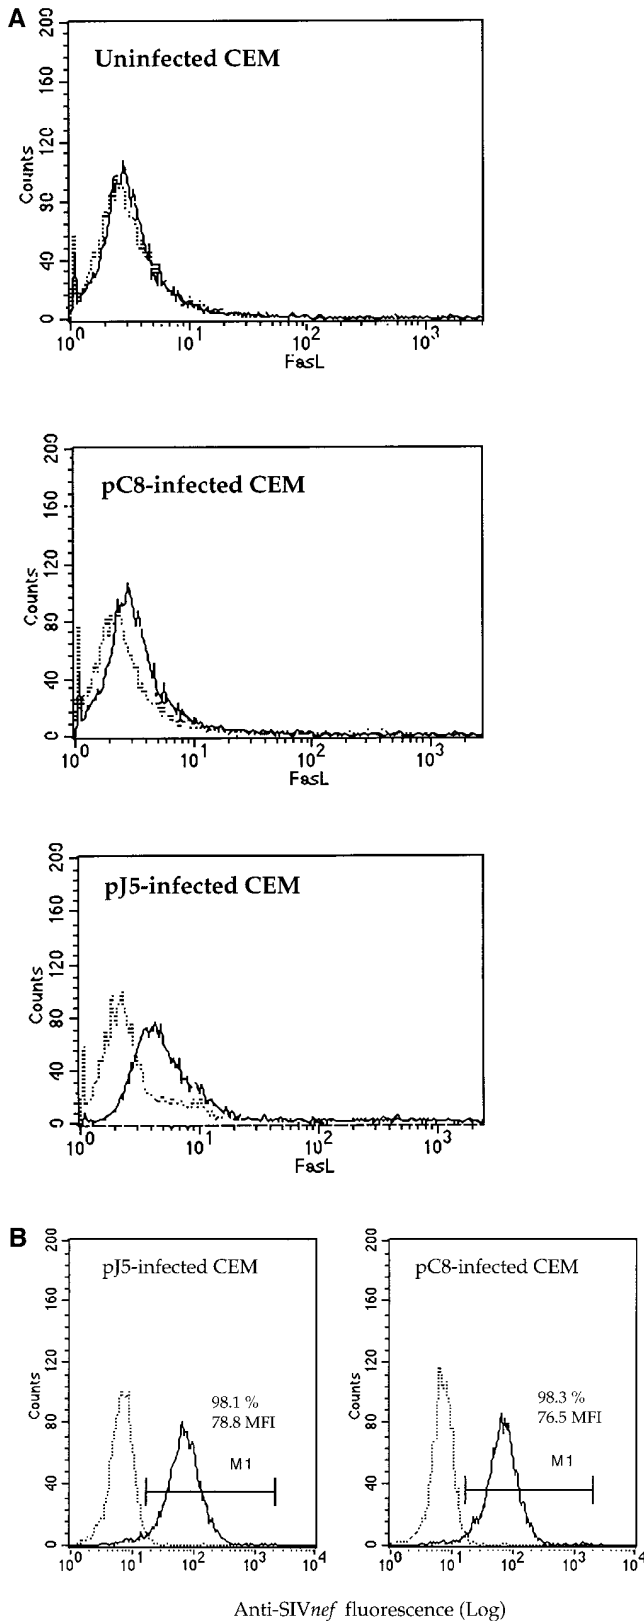 A
Uninfected CEM
Counts
200
160
120
80
40
0
10^0
10^1
10^2
10^3
FasL
pC8-infected CEM
Counts
200
160
120
80
40
0
10^0
10^1
10^2
10^3
FasL
pJ5-infected CEM
Counts
200
160
120
80
40
0
10^0
10^1
10^2
10^3
FasL
B
pJ5-infected CEM
Counts
200
160
120
80
40
0
98.1 %
78.8 MFI
M1
10^0
10^1
10^2
10^3
10^4
pC8-infected CEM
Counts
200
160
120
80
40
0
98.3 %
76.5 MFI
M1
10^0
10^1
10^2
10^3
10^4
Anti-SIVnef fluorescence (Log)